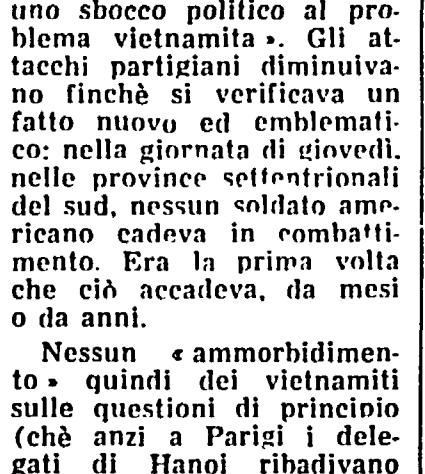 uno sbocco politico al pro-
blema vietnamita ». Gli at-
tacchi partigiani diminuiva-
no finchè si verificava un
fatto nuovo ed emblemati-
co: nella giornata di giovedì,
nelle province settentrionali
del sud, nessun soldato ame-
ricano cadeva in combatti-
mento. Era la prima volta
che ciò accadeva, da mesi
o da anni.
Nessun « ammorbidimen-
to » quindi dei vietnamiti
sulle questioni di principio
(chè anzi a Parigi i dele-
gati di Hanoi ribadivano